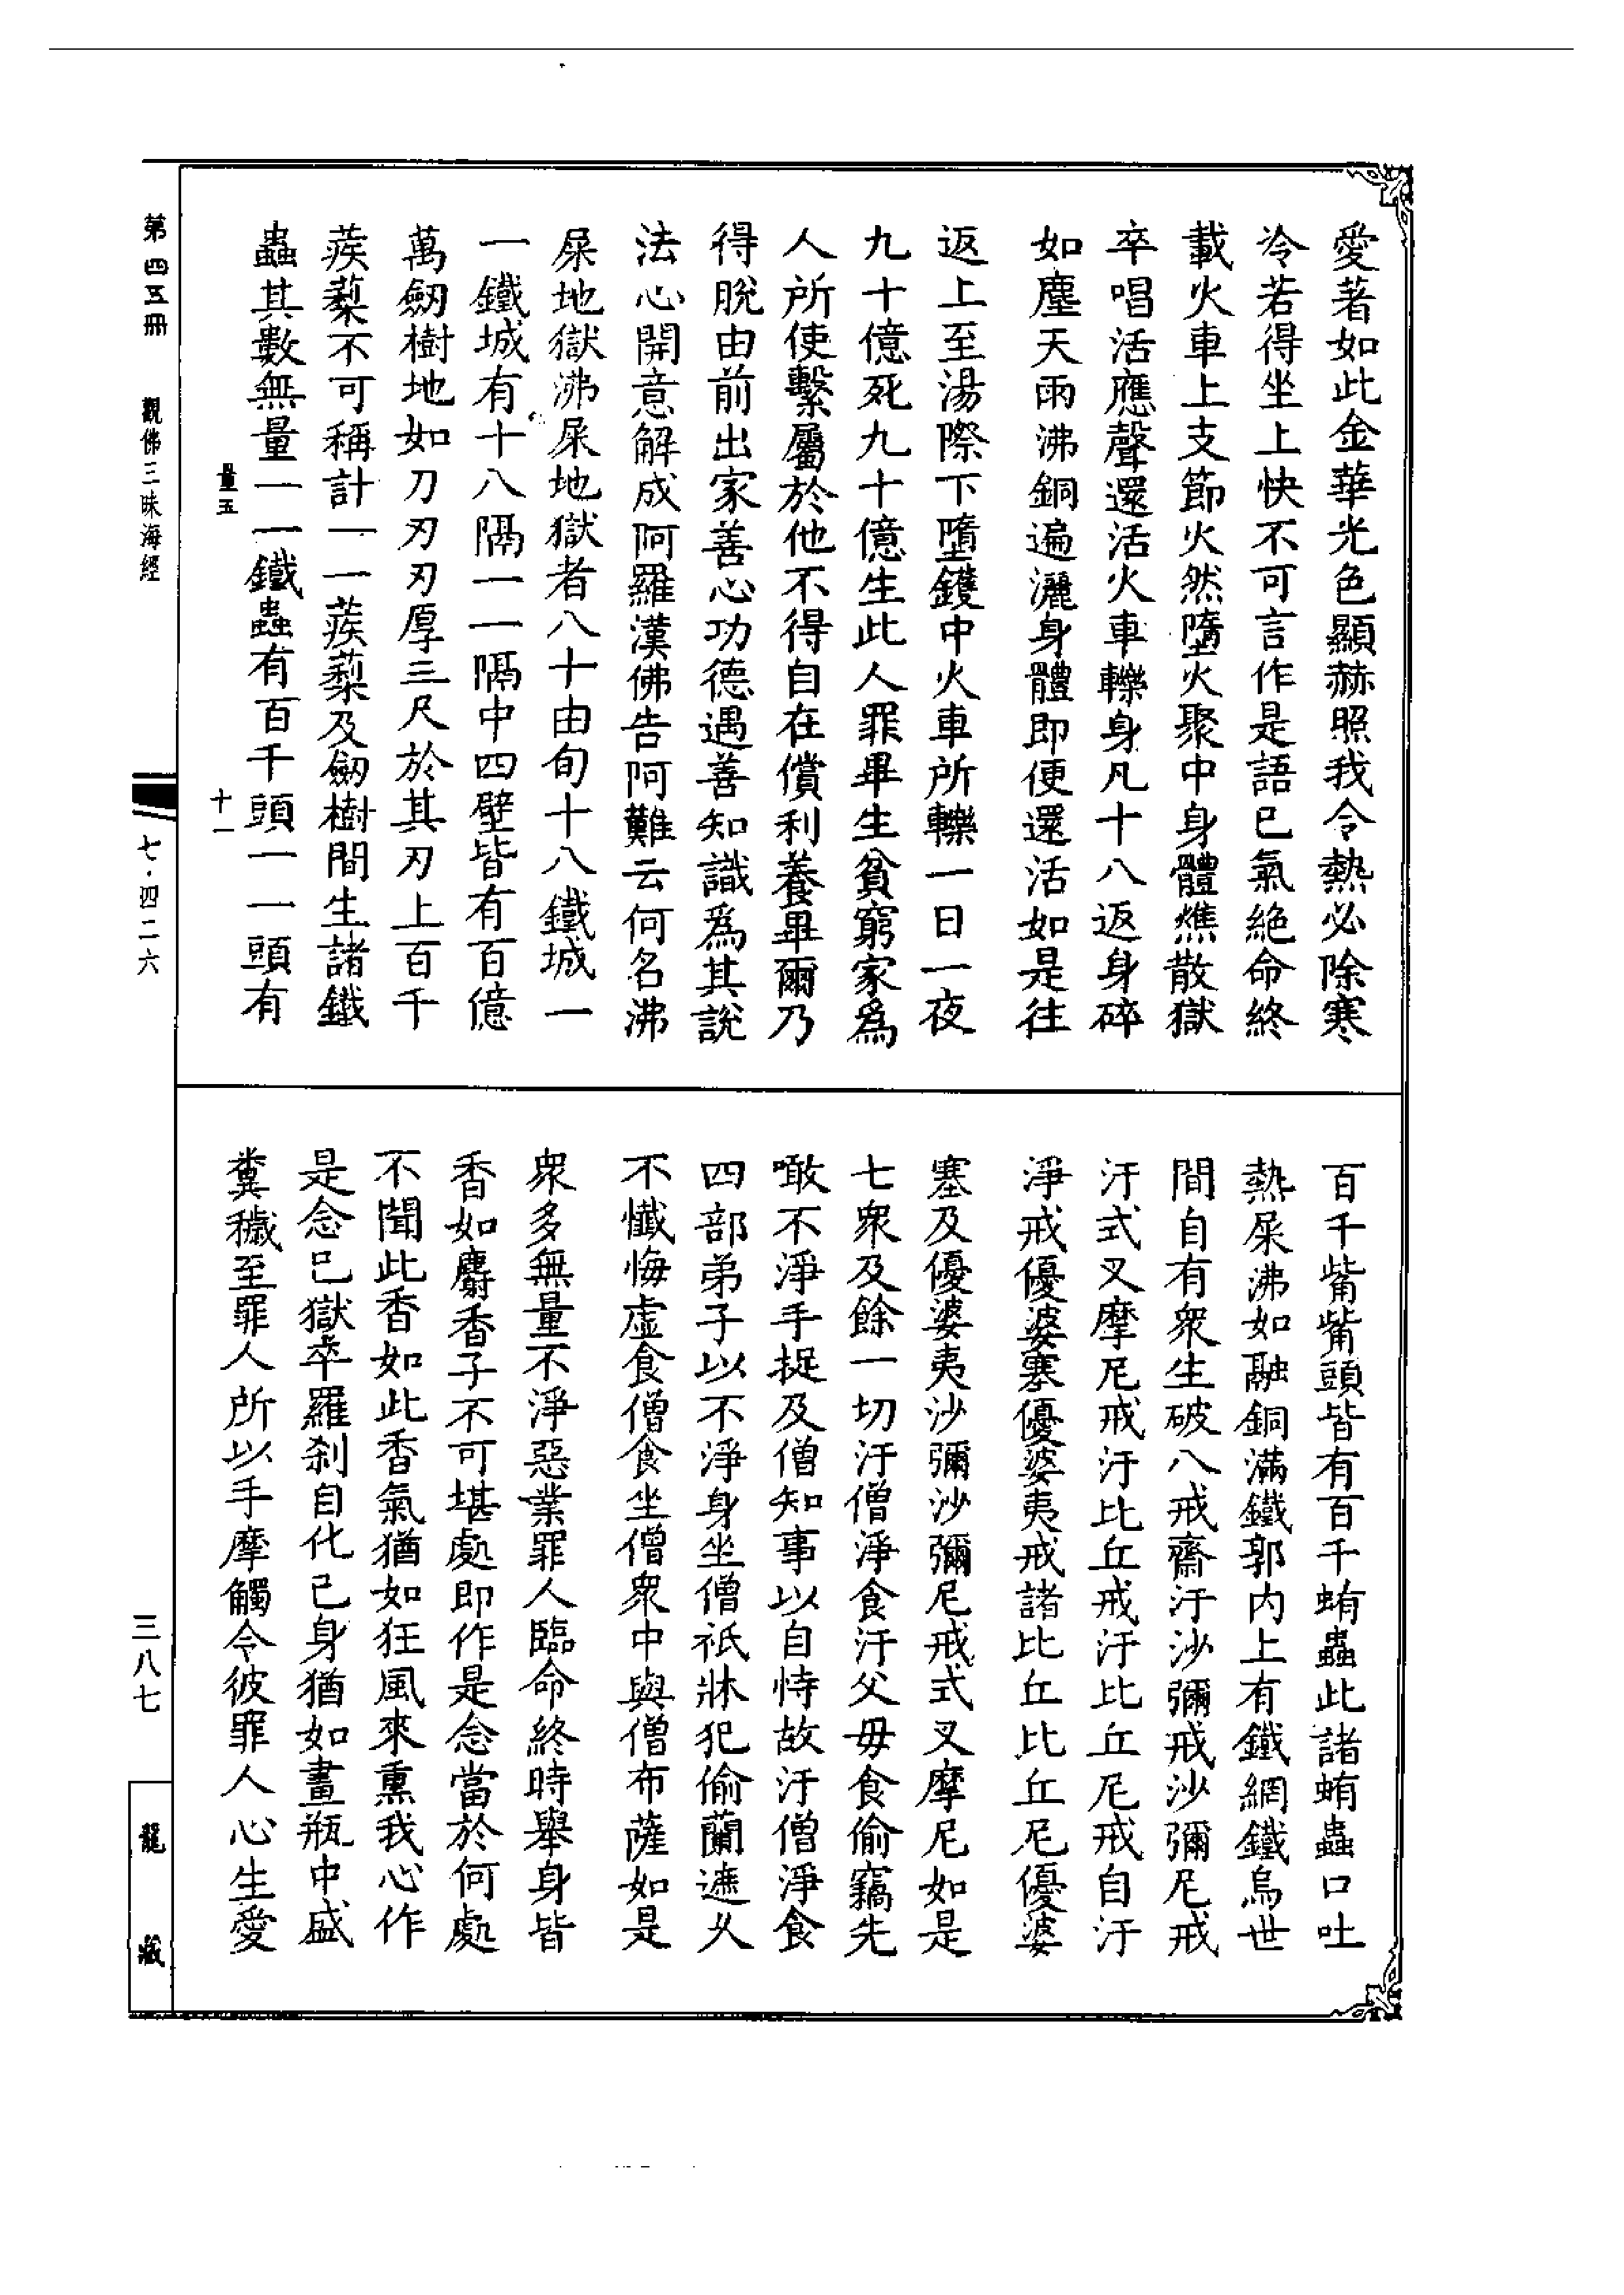 愛著如此金華光色顯赫照我令熱必除寒
冷若得坐上快不可言作是語已氣絕命終
載火車上支節火然墮火聚中身體燋散獄
卒唱活應聲還活火車轢身凡十八返身碎
如塵天雨沸銅遍灑身體即便還活如是往
返上至湯際下墮鑊中火車所轢一日一夜
九十億死九十億生此人罪畢生貧窮家為
人所使繫屬於他不得自在償利養畢爾乃
得脫由前出家善心功德遇善知識為其說
法心開意解成阿羅漢佛告阿難云何名沸
屎地獄沸屎地獄者八十由旬十八鐵城一
一鐵城有十八隔一一隔中四壁皆有百億
萬劒樹地如刀刃刃厚三尺於其刃上百千
蒺蔾不可稱計一一蒺蔾及劒樹間生諸鐵
蟲其數無量一一鐵蟲有百千頭一一頭有
量五
十一
百千嘴嘴頭皆有百千蛕蟲此諸蛕蟲口吐
熱屎沸如融銅滿鐵郭內上有鐵網鐵烏世
間自有衆生破八戒齋汙沙彌戒沙彌尼戒
汙式叉摩尼戒汙比丘戒汙比丘尼戒自汙
淨戒優婆塞優婆夷戒諸比丘比丘尼優婆
塞及優婆夷沙彌沙彌尼戒式叉摩尼如是
七衆及餘一切汙僧淨食汙父母食偷竊先
噉不淨手捉及僧知事以自恃故汙僧淨食
四部弟子以不淨身坐僧祇牀犯偷蘭遮久
不懺悔虛食僧食坐僧衆中與僧布薩如是
衆多無量不淨惡業罪人臨命終時舉身皆
香如麝香子不可堪處即作是念當於何處
不聞此香如此香氣猶如狂風來熏我心作
是念已獄卒羅剎自化己身猶如畫瓶中盛
糞穢至罪人所以手摩觸令彼罪人心生愛
第四五冊 觀佛三昧海經
七·四二六
三八七
龍藏